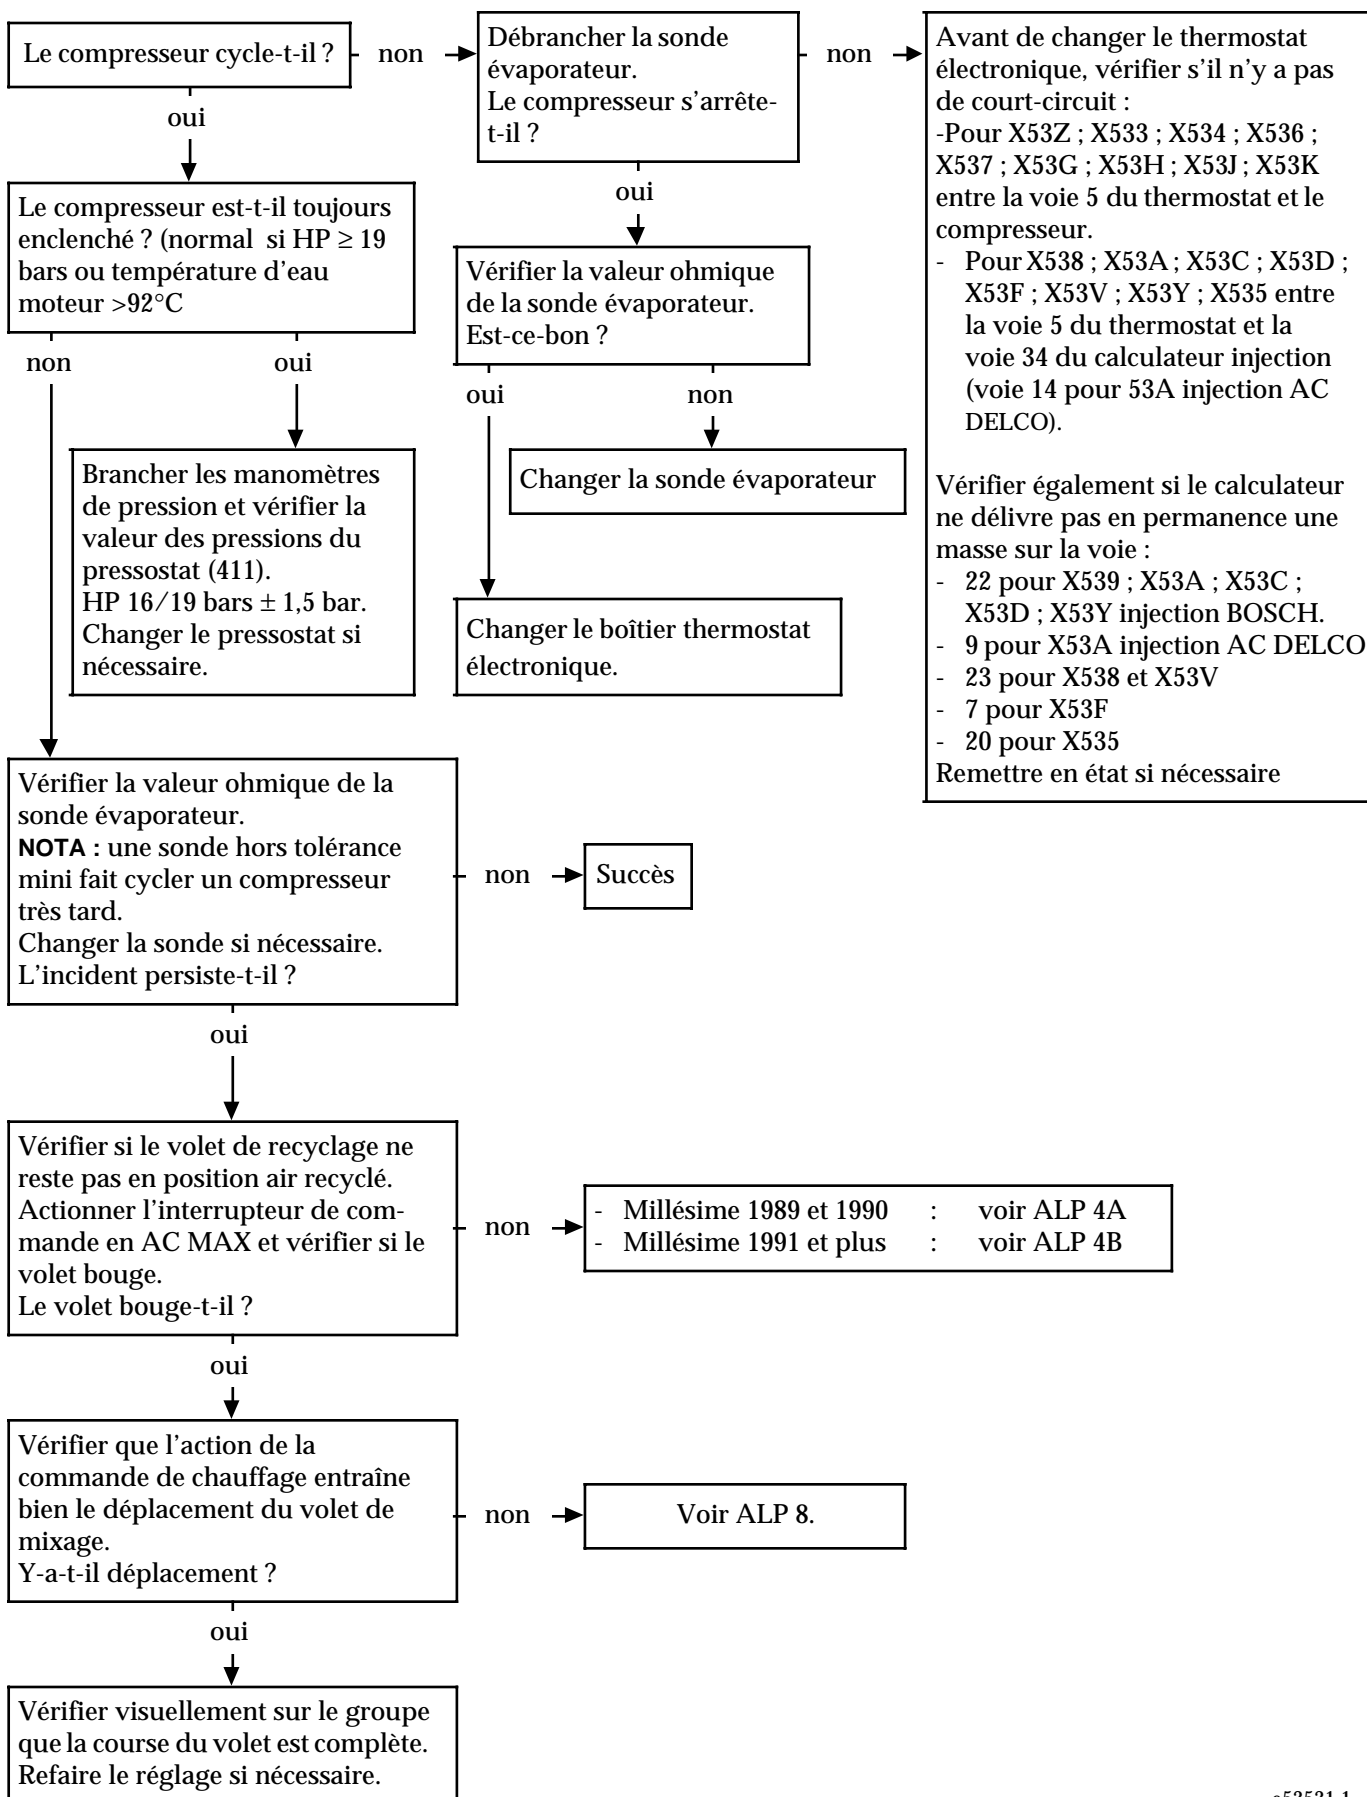 Le compresseur cycle-t-il ?
non
Débrancher la sonde
évaporateur.
Le compresseur s'arrête-
t-il ?
non
Avant de changer le thermostat
électronique, vérifier s'il n'y a pas
de court-circuit :
-Pour X53Z ; X533 ; X534 ; X536 ;
X537 ; X53G ; X53H ; X53J ; X53K
entre la voie 5 du thermostat et le
compresseur.
- Pour X538 ; X53A ; X53C ; X53D ;
X53F ; X53V ; X53Y ; X535 entre
la voie 5 du thermostat et la
voie 34 du calculateur injection
(voie 14 pour 53A injection AC
DELCO).
Vérifier également si le calculateur
ne délivre pas en permanence une
masse sur la voie :
- 22 pour X539 ; X53A ; X53C ;
X53D ; X53Y injection BOSCH.
- 9 pour X53A injection AC DELCO
- 23 pour X538 et X53V
- 7 pour X53F
- 20 pour X535
Remettre en état si nécessaire
oui
Le compresseur est-t-il toujours
enclenché ? (normal si HP ≥ 19
bars ou température d'eau
moteur >92°C
oui
Vérifier la valeur ohmique
de la sonde évaporateur.
Est-ce-bon ?
non
oui
oui
non
Brancher les manomètres
de pression et vérifier la
valeur des pressions du
pressostat (411).
HP 16/19 bars ± 1,5 bar.
Changer le pressostat si
nécessaire.
Changer la sonde évaporateur
Changer le boîtier thermostat
électronique.
Vérifier la valeur ohmique de la
sonde évaporateur.
NOTA : une sonde hors tolérance
mini fait cycler un compresseur
très tard.
Changer la sonde si nécessaire.
L'incident persiste-t-il ?
non
Succès
oui
Vérifier si le volet de recyclage ne
reste pas en position air recyclé.
Actionner l'interrupteur de com-
mande en AC MAX et vérifier si le
volet bouge.
Le volet bouge-t-il ?
non
- Millésime 1989 et 1990 : voir ALP 4A
- Millésime 1991 et plus : voir ALP 4B
oui
Vérifier que l'action de la
commande de chauffage entraîne
bien le déplacement du volet de
mixage.
Y-a-t-il déplacement ?
non
Voir ALP 8.
oui
Vérifier visuellement sur le groupe
que la course du volet est complète.
Refaire le réglage si nécessaire.